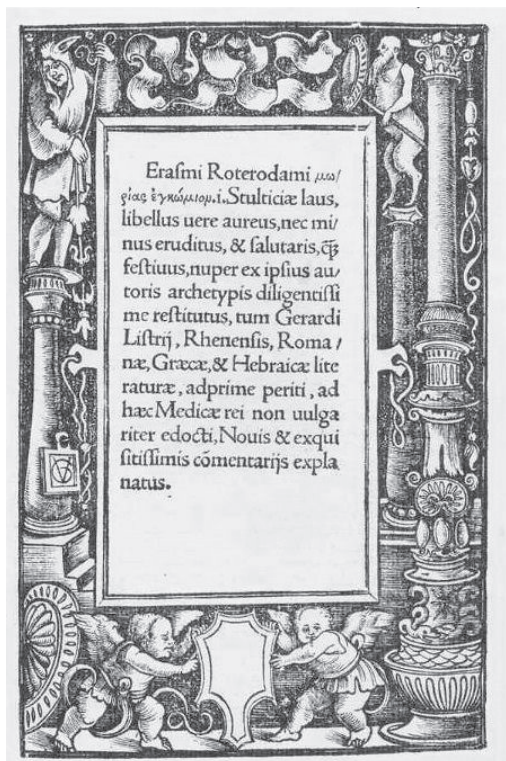 Eraſmi Roterodami μω/
ρίας ἐγκώμιον.i.Stulticiæ laus,
libellus uere aureus,nec mi/
nus eruditus, & ſalutaris,q̄ꝫ
feſtiuus,nuper ex ipſius au/
toris archetypis diligentiſſi
me reſtitutus, tum Gerardi
Liſtrij, Rhenenſis, Roma /
næ, Græcæ,& Hebraicæ lite
raturæ, adprime periti, ad
hæc Medicæ rei non uulga
riter edocti, Nouis & exqui
ſitiſſimis cōmentarijs expla
natus.